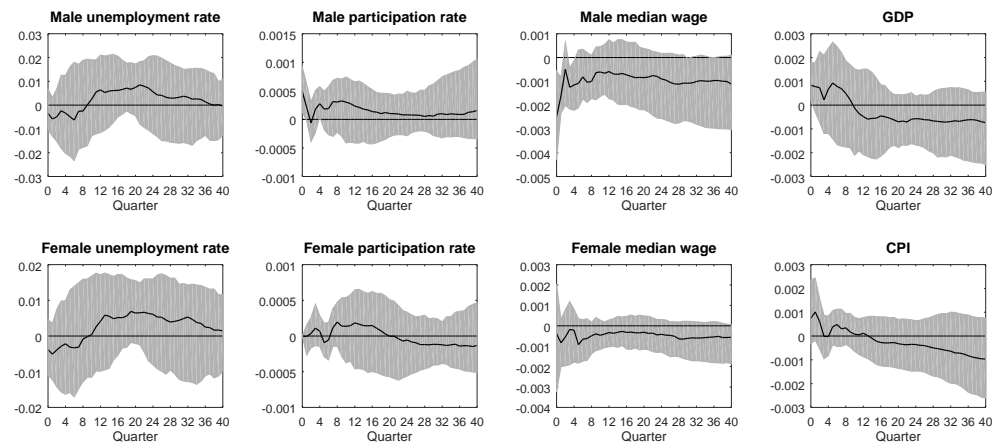 Male unemployment rate
0.03
0.02
0.01
0
-0.01
-0.02
-0.03
0 4 8 12 16 20 24 28 32 36 40
Quarter
Male participation rate
0.0015
0.001
0.0005
0
-0.0005
-0.001
0 4 8 12 16 20 24 28 32 36 40
Quarter
Male median wage
0.001
0
-0.001
-0.002
-0.003
-0.004
-0.005
0 4 8 12 16 20 24 28 32 36 40
Quarter
GDP
0.003
0.002
0.001
0
-0.001
-0.002
-0.003
0 4 8 12 16 20 24 28 32 36 40
Quarter
Female unemployment rate
0.02
0.01
0
-0.01
-0.02
0 4 8 12 16 20 24 28 32 36 40
Quarter
Female participation rate
0.001
0.0005
0
-0.0005
-0.001
0 4 8 12 16 20 24 28 32 36 40
Quarter
Female median wage
0.003
0.002
0.001
0
-0.001
-0.002
-0.003
-0.004
0 4 8 12 16 20 24 28 32 36 40
Quarter
CPI
0.003
0.002
0.001
0
-0.001
-0.002
-0.003
0 4 8 12 16 20 24 28 32 36 40
Quarter